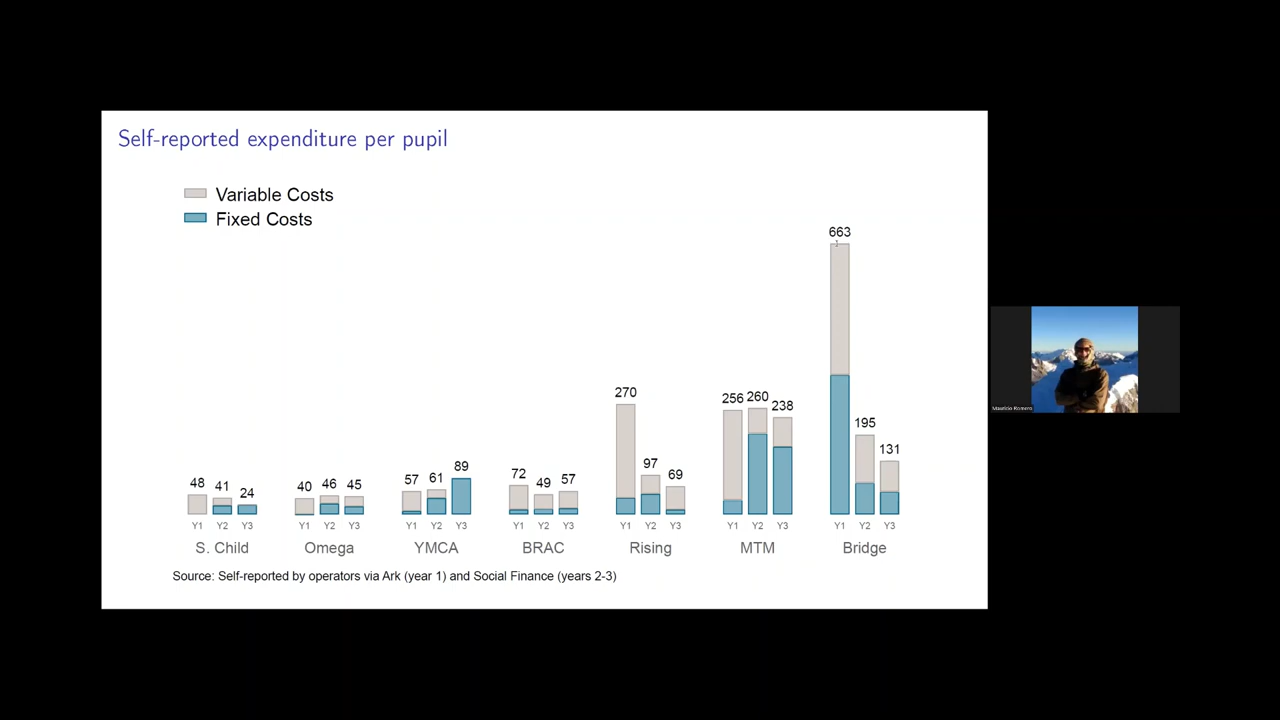 Self-reported expenditure per pupil
Variable Costs
Fixed Costs
663
270
256 260 238
195
131
48 41 24
40 46 45
57 61 89
72 49 57
97 69
Y1 Y2 Y3 Y1 Y2 Y3 Y1 Y2 Y3 Y1 Y2 Y3 Y1 Y2 Y3 Y1 Y2 Y3 Y1 Y2 Y3
S. Child Omega YMCA BRAC Rising MTM Bridge
Source: Self-reported by operators via Ark (year 1) and Social Finance (years 2-3)
Mauricio Romero